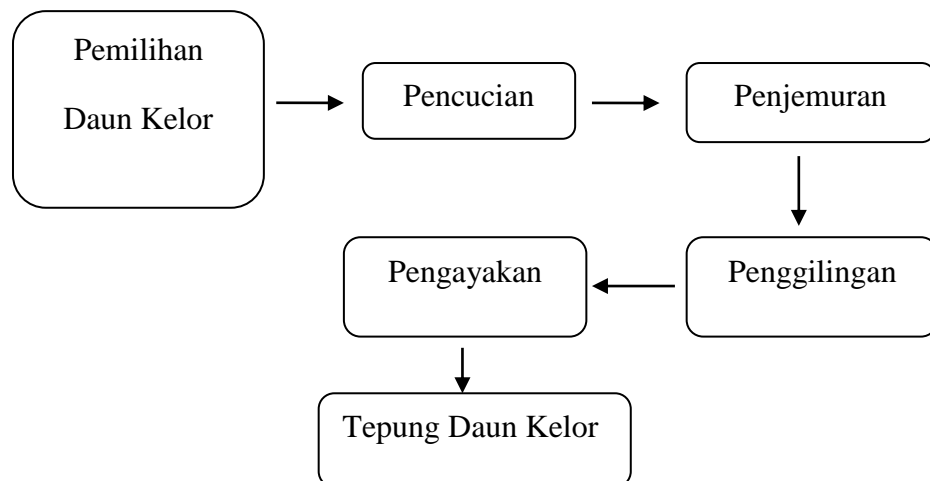 Pemilihan
Daun Kelor
Pencucian
Penjemuran
Penggilingan
Pengayakan
Tepung Daun Kelor